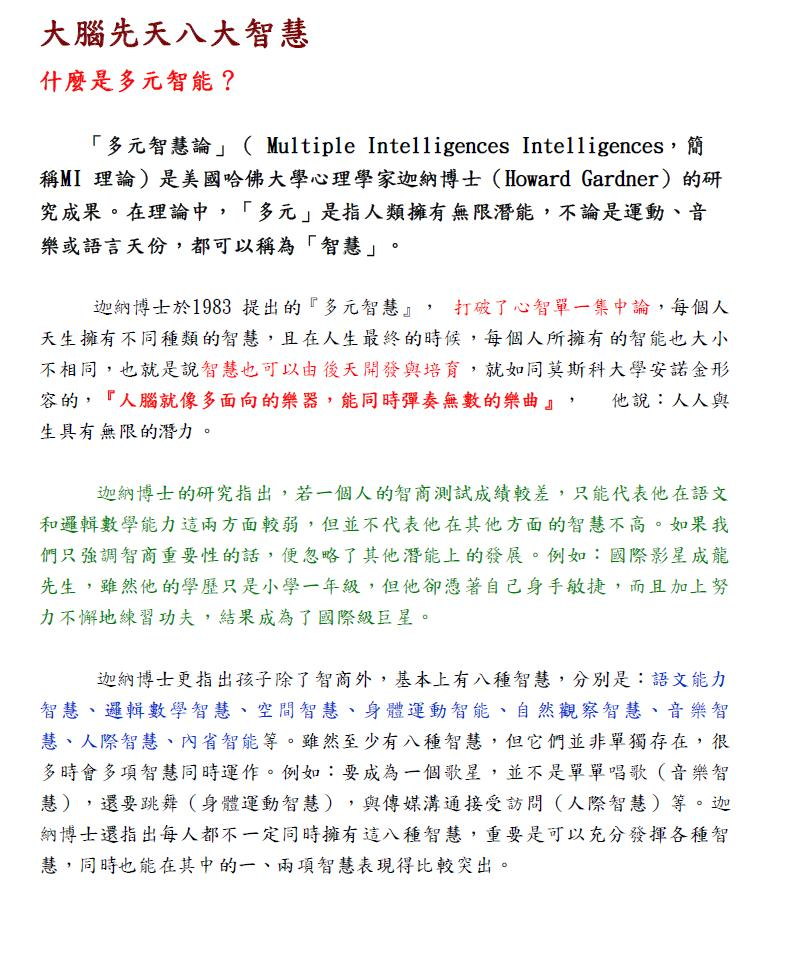 大腦先天八大智慧
什麼是多元智能？
「多元智慧論」（ Multiple Intelligences Intelligences，簡
稱MI 理論）是美國哈佛大學心理學家迦納博士（Howard Gardner）的研
究成果。在理論中，「多元」是指人類擁有無限潛能，不論是運動、音
樂或語言天份，都可以稱為「智慧」。
迦納博士於1983 提出的『多元智慧』， 打破了心智單一集中論，每個人
天生擁有不同種類的智慧，且在人生最終的時候，每個人所擁有的智能也大小
不相同，也就是說智慧也可以由後天開發與培育，就如同莫斯科大學安諾金形
容的，『人腦就像多面向的樂器，能同時彈奏無數的樂曲』， 他說：人人與
生具有無限的潛力。
迦納博士的研究指出，若一個人的智商測試成績較差，只能代表他在語文
和邏輯數學能力這兩方面較弱，但並不代表他在其他方面的智慧不高。如果我
們只強調智商重要性的話，便忽略了其他潛能上的發展。例如：國際影星成龍
先生，雖然他的學歷只是小學一年級，但他卻憑著自己身手敏捷，而且加上努
力不懈地練習功夫，結果成為了國際級巨星。
迦納博士更指出孩子除了智商外，基本上有八種智慧，分別是：語文能力
智慧、邏輯數學智慧、空間智慧、身體運動智能、自然觀察智慧、音樂智
慧、人際智慧、內省智能等。雖然至少有八種智慧，但它們並非單獨存在，很
多時會多項智慧同時運作。例如：要成為一個歌星，並不是單單唱歌（音樂智
慧），還要跳舞（身體運動智慧），與傳媒溝通接受訪問（人際智慧）等。迦
納博士還指出每人都不一定同時擁有這八種智慧，重要是可以充分發揮各種智
慧，同時也能在其中的一、兩項智慧表現得比較突出。